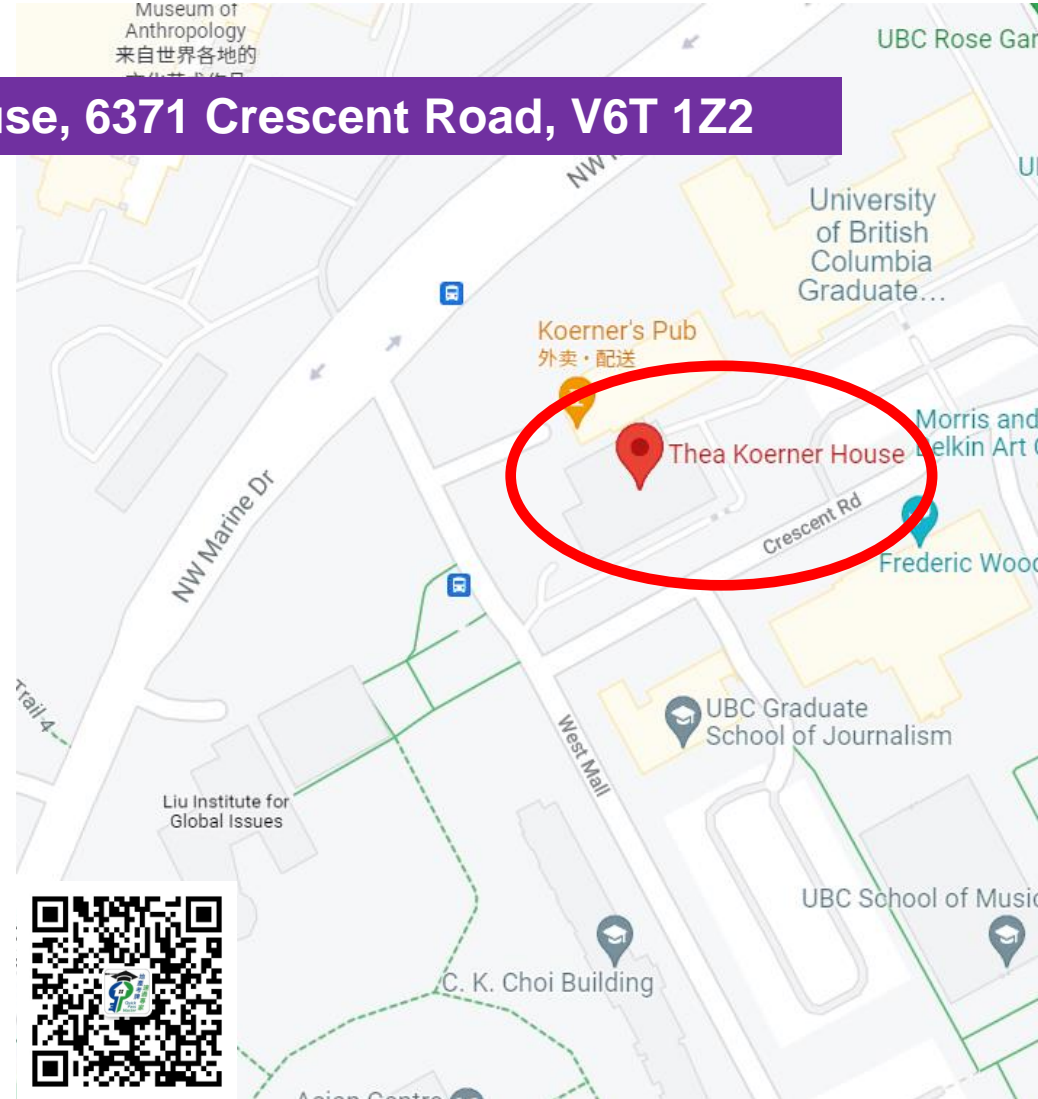 Museum of
Anthropology
来自世界各地的
UBC Rose Gar
use, 6371 Crescent Road, V6T 1Z2
NW
University
of British
Columbia
Graduate…
Koerner's Pub
外卖・配送
Thea Koerner House
Morris and
Belkin Art
Crescent Rd
NW Marine Dr
Frederic Wood
Trail 4
UBC Graduate
School of Journalism
West Mall
Liu Institute for
Global Issues
UBC School of Music
C. K. Choi Building
Asian Centre